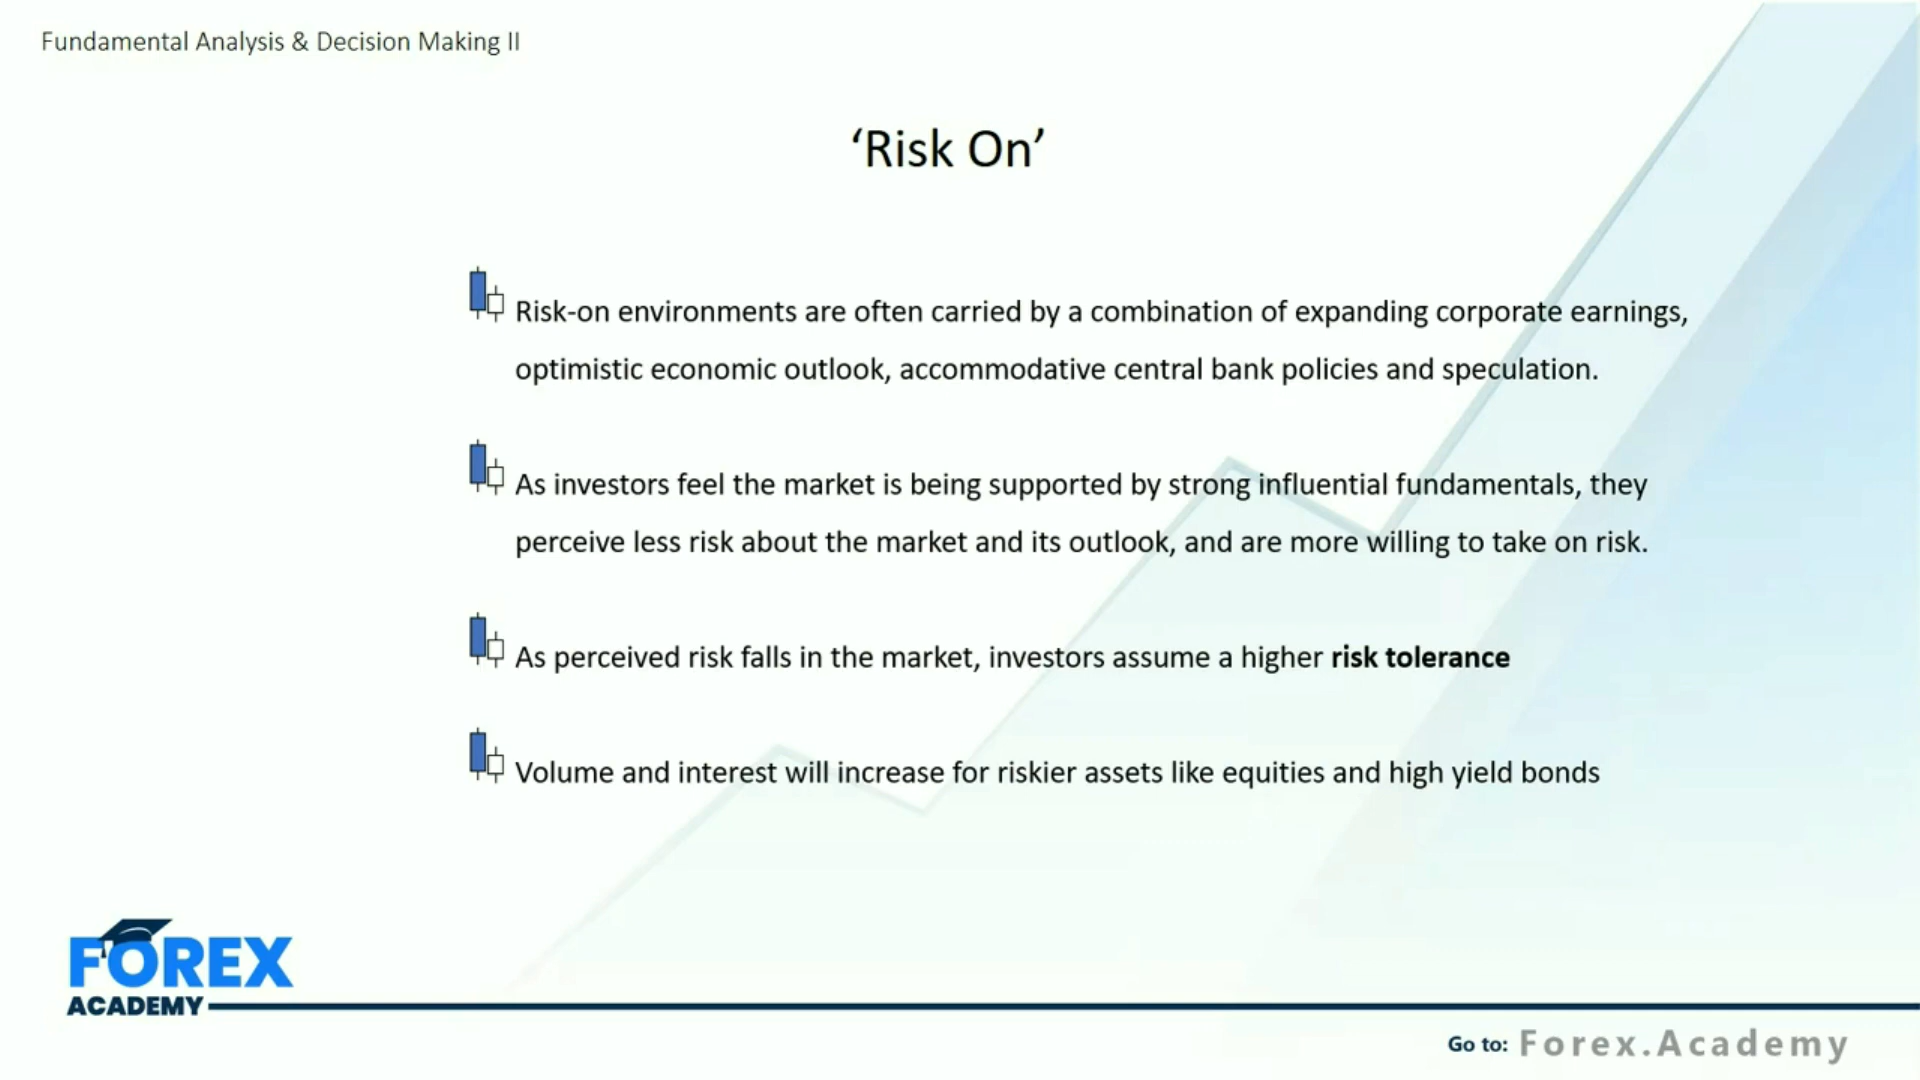 Fundamental Analysis & Decision Making II
‘Risk On’
Risk-on environments are often carried by a combination of expanding corporate earnings,
optimistic economic outlook, accommodative central bank policies and speculation.
As investors feel the market is being supported by strong influential fundamentals, they
perceive less risk about the market and its outlook, and are more willing to take on risk.
As perceived risk falls in the market, investors assume a higher risk tolerance
Volume and interest will increase for riskier assets like equities and high yield bonds
FOREX
ACADEMY
Go to: Forex.Academy